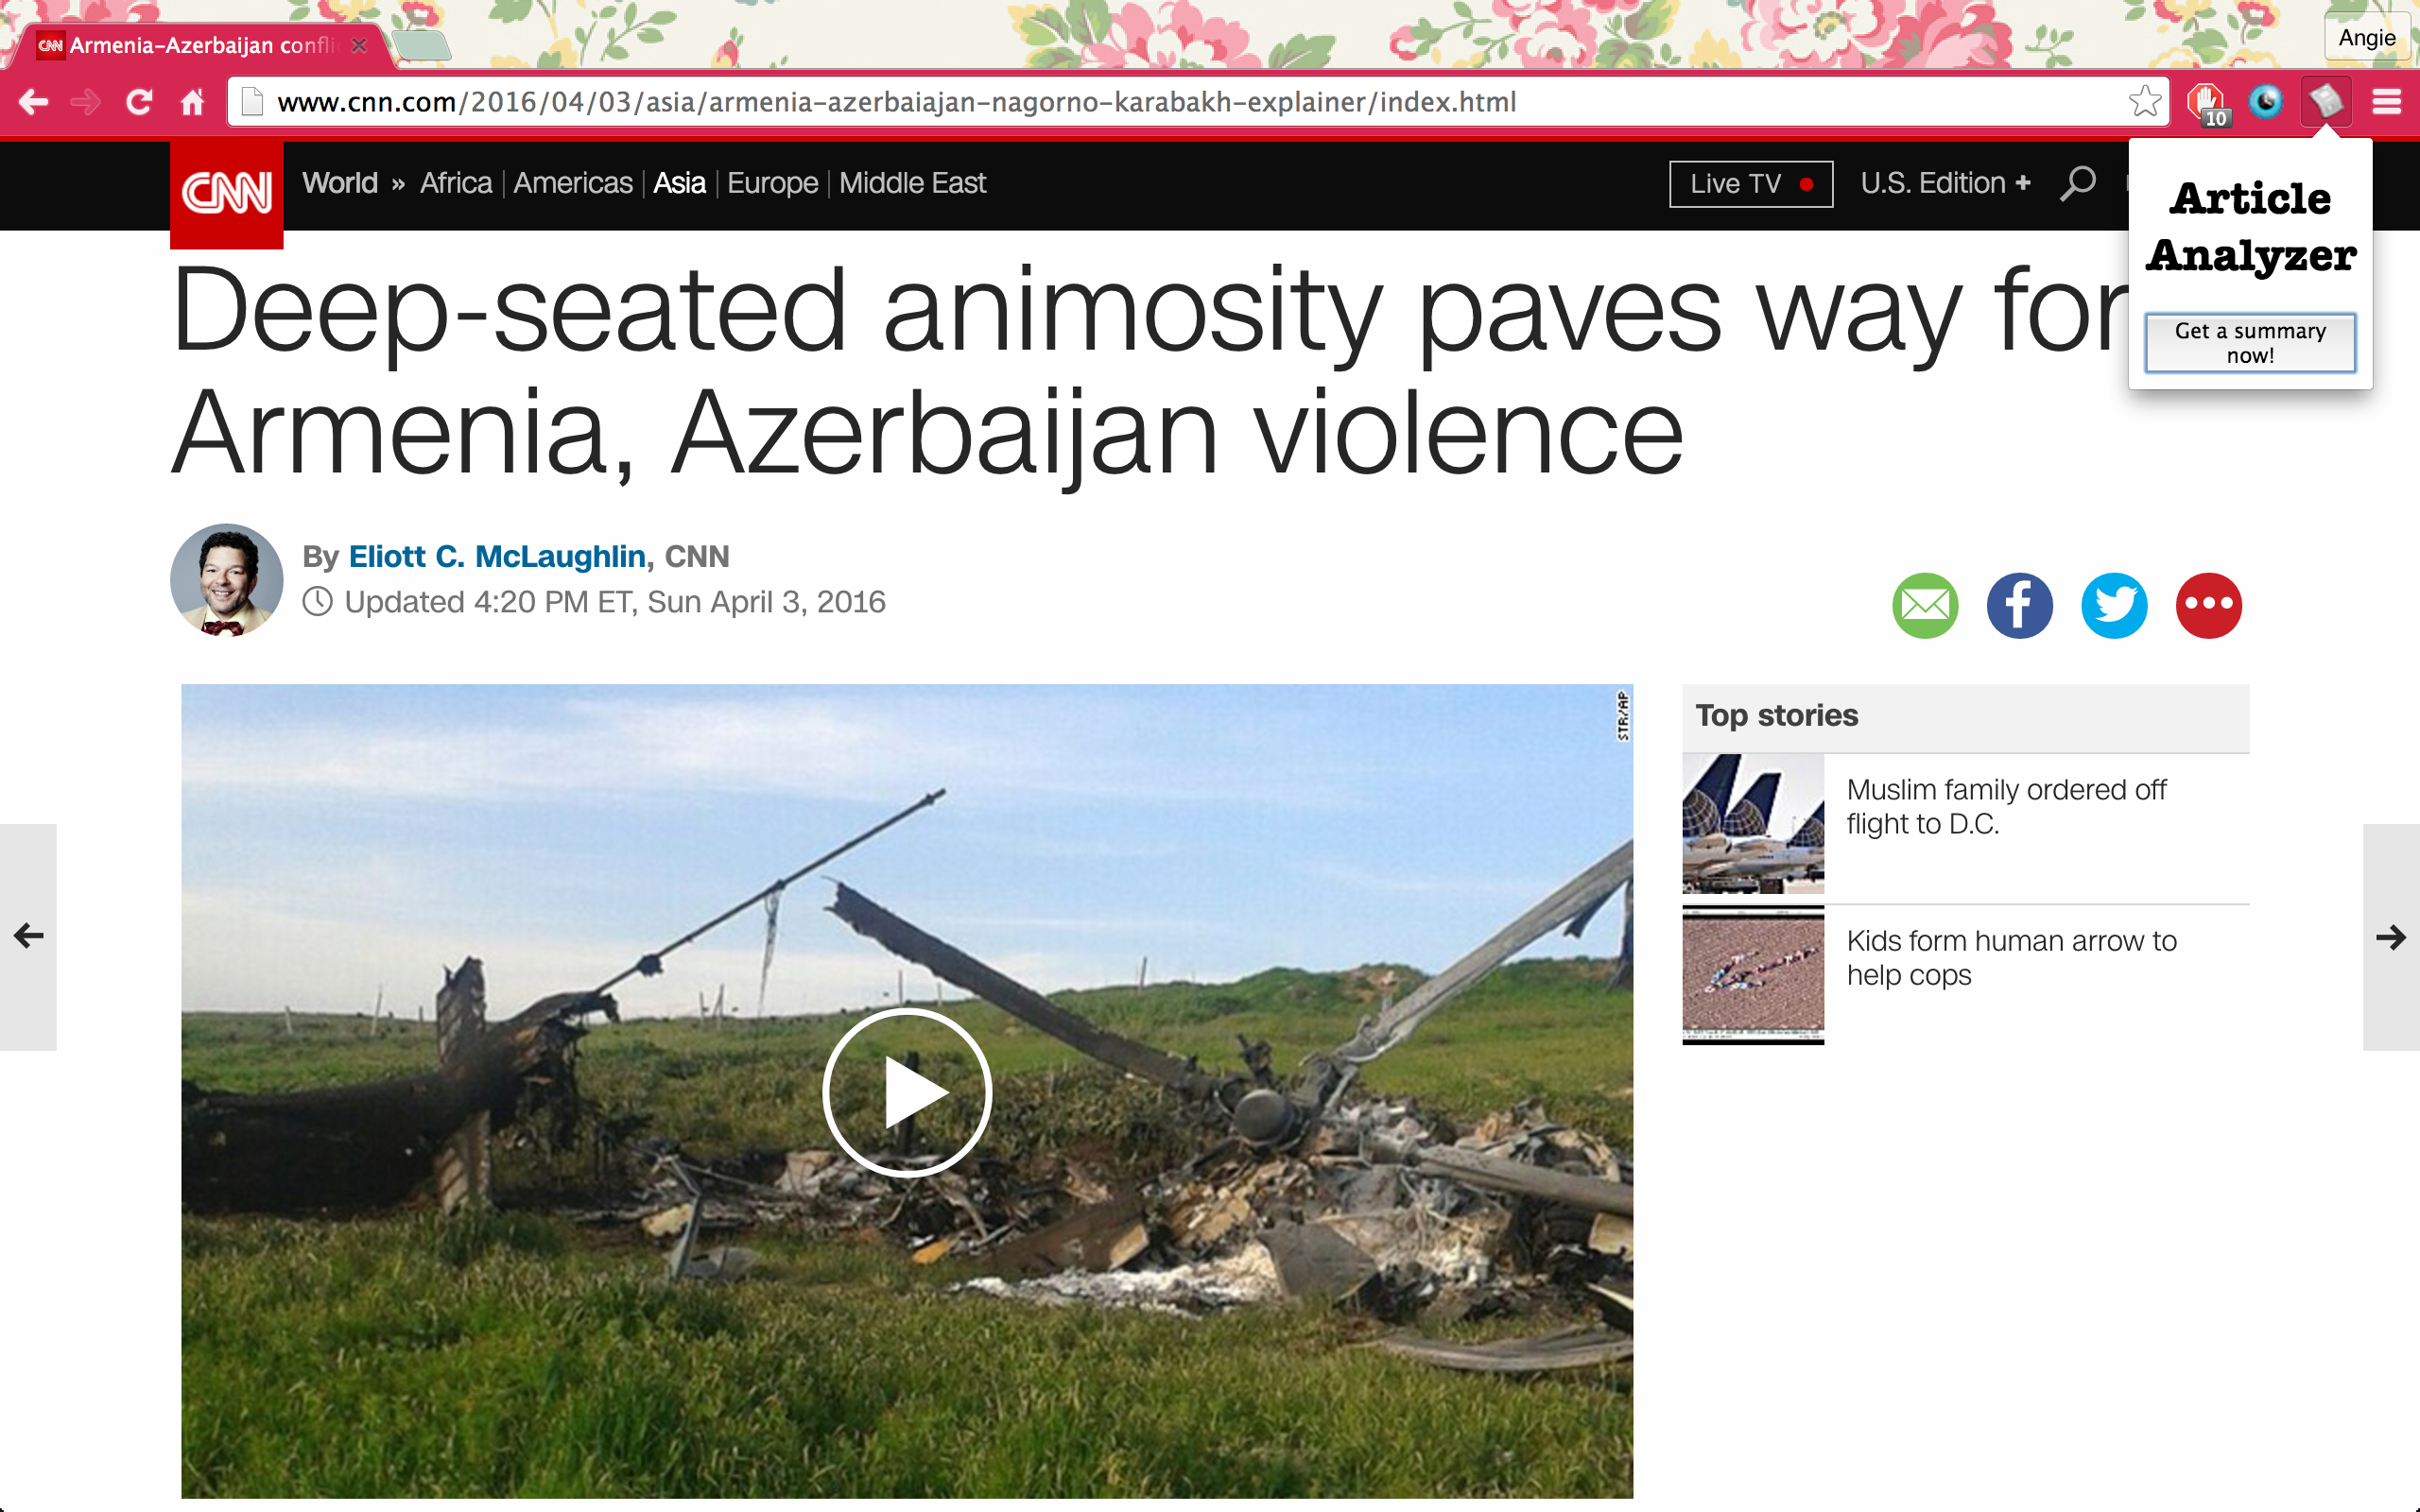 CNN Armenia-Azerbaijan confli
Angie
www.cnn.com/2016/04/03/asia/armenia-azerbaiajan-nagorno-karabakh-explainer/index.html
10
CNN World » Africa Americas Asia Europe Middle East
Live TV U.S. Edition +
Article
Analyzer
Get a summary
now!
Deep-seated animosity paves way for
Armenia, Azerbaijan violence
By Eliott C. McLaughlin, CNN
Updated 4:20 PM ET, Sun April 3, 2016
STR/AP
Top stories
Muslim family ordered off
flight to D.C.
Kids form human arrow to
help cops